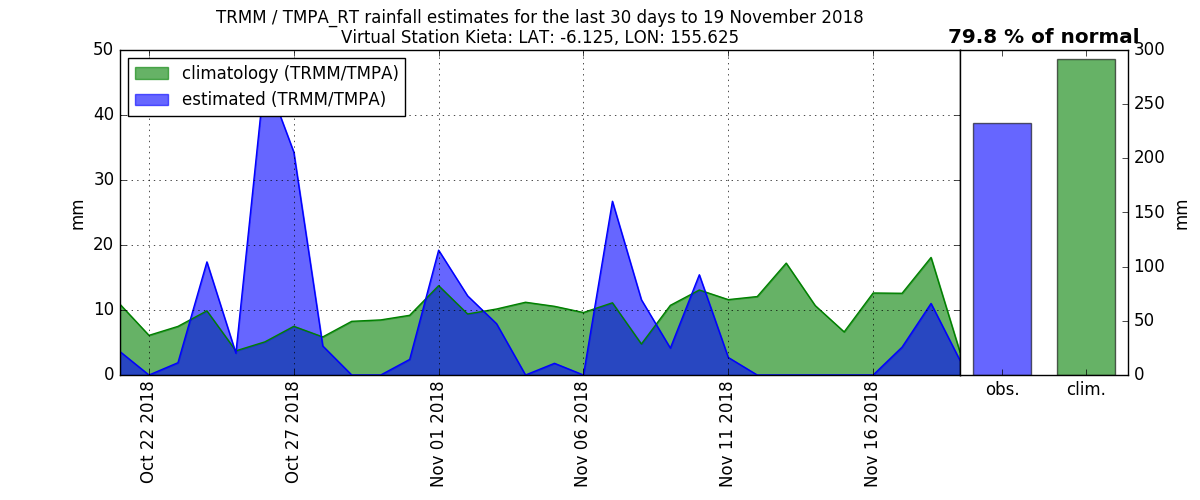 TRMM / TMPA_RT rainfall estimates for the last 30 days to 19 November 2018
Virtual Station Kieta: LAT: -6.125, LON: 155.625
79.8 % of normal
climatology (TRMM/TMPA)
estimated (TRMM/TMPA)
50
40
30
20
10
0
mm
300
250
200
150
100
50
0
mm
Oct 22 2018
Oct 27 2018
Nov 01 2018
Nov 06 2018
Nov 11 2018
Nov 16 2018
obs.
clim.